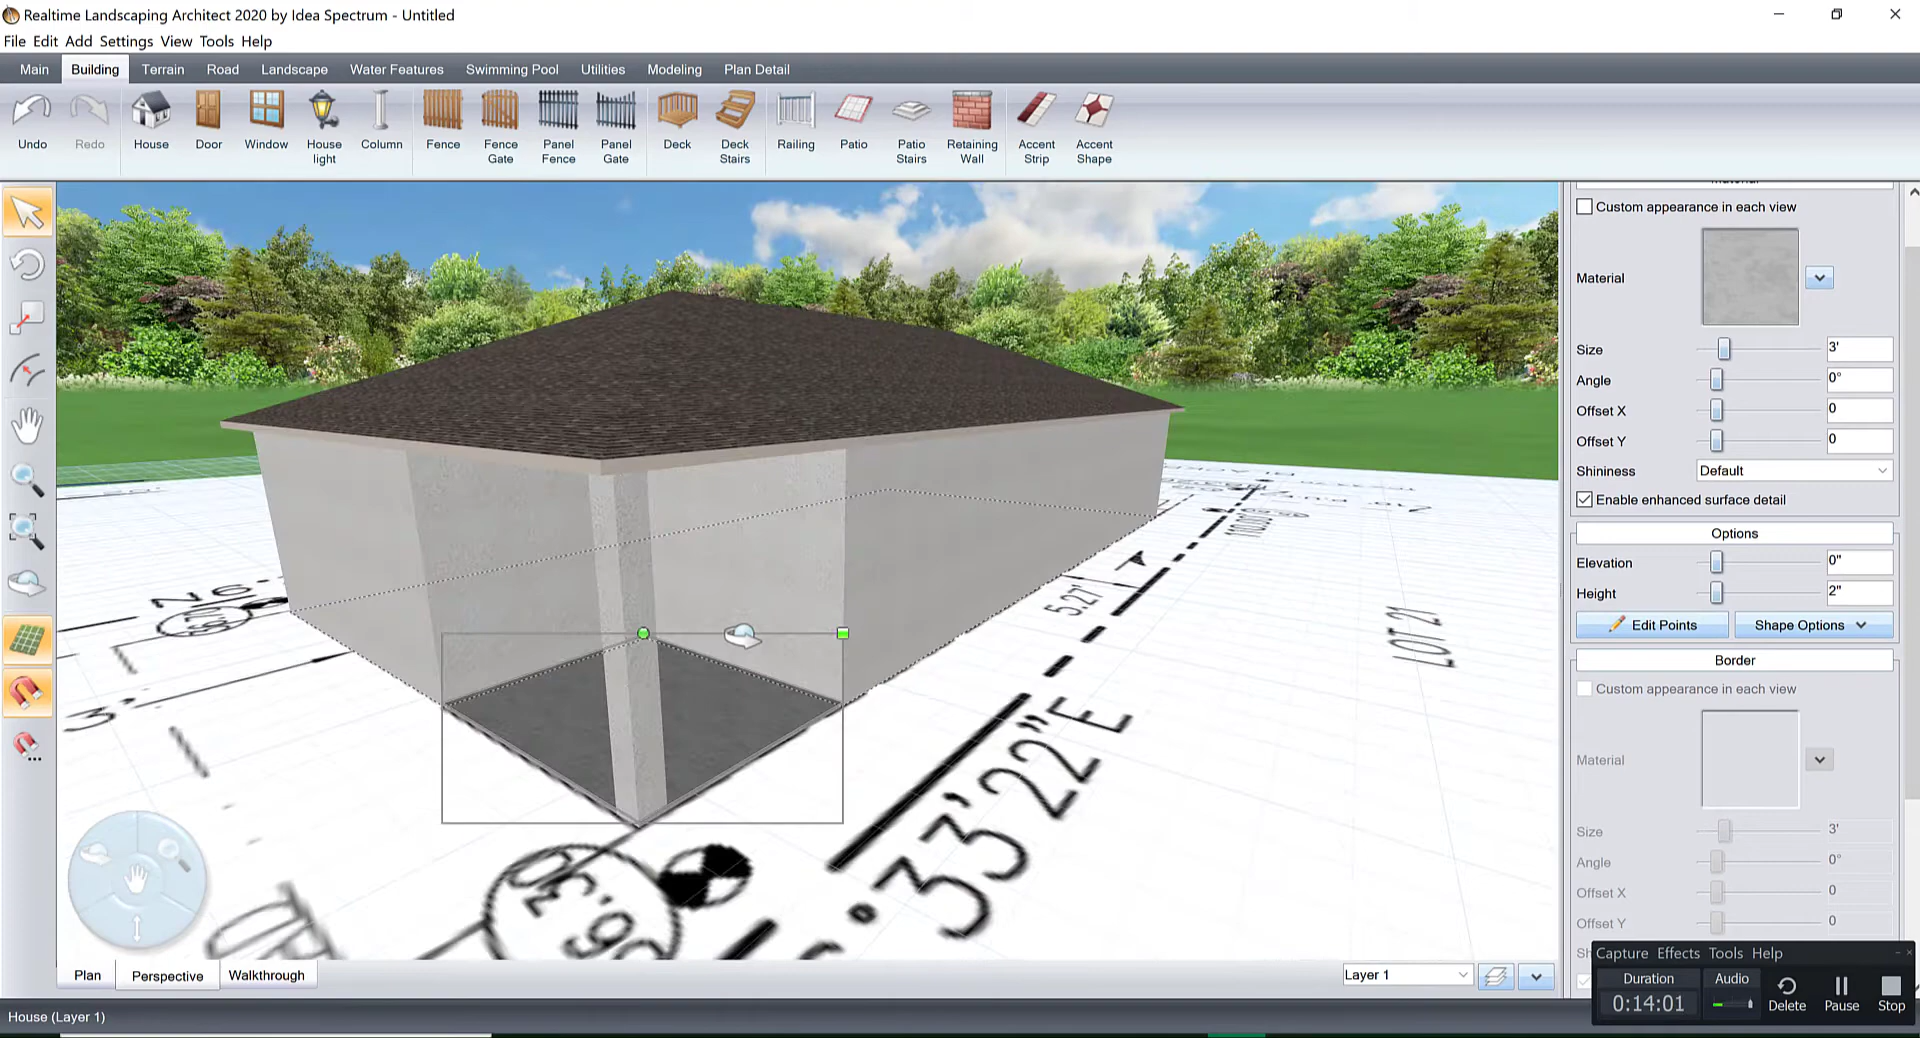 Realtime Landscaping Architect 2020 by Idea Spectrum - Untitled
File Edit Add Settings View Tools Help
Main Building Terrain Road Landscape Water Features Swimming Pool Utilities Modeling Plan Detail
Undo Redo House Door Window House light Column Fence Fence Gate Panel Fence Panel Gate Deck Deck Stairs Railing Patio Patio Stairs Retaining Wall Accent Strip Accent Shape
Custom appearance in each view
Material
Size 3'
Angle 0°
Offset X 0
Offset Y 0
Shininess Default
Enable enhanced surface detail
Options
Elevation 0"
Height 2"
Edit Points Shape Options
Border
Custom appearance in each view
Material
Size 3'
Angle 0°
Offset X 0
Offset Y 0
5.27'
LOT 21
3'
33'22"E
Plan Perspective Walkthrough
Layer 1
Capture Effects Tools Help
Duration Audio
0:14:01 Delete Pause Stop
House (Layer 1)